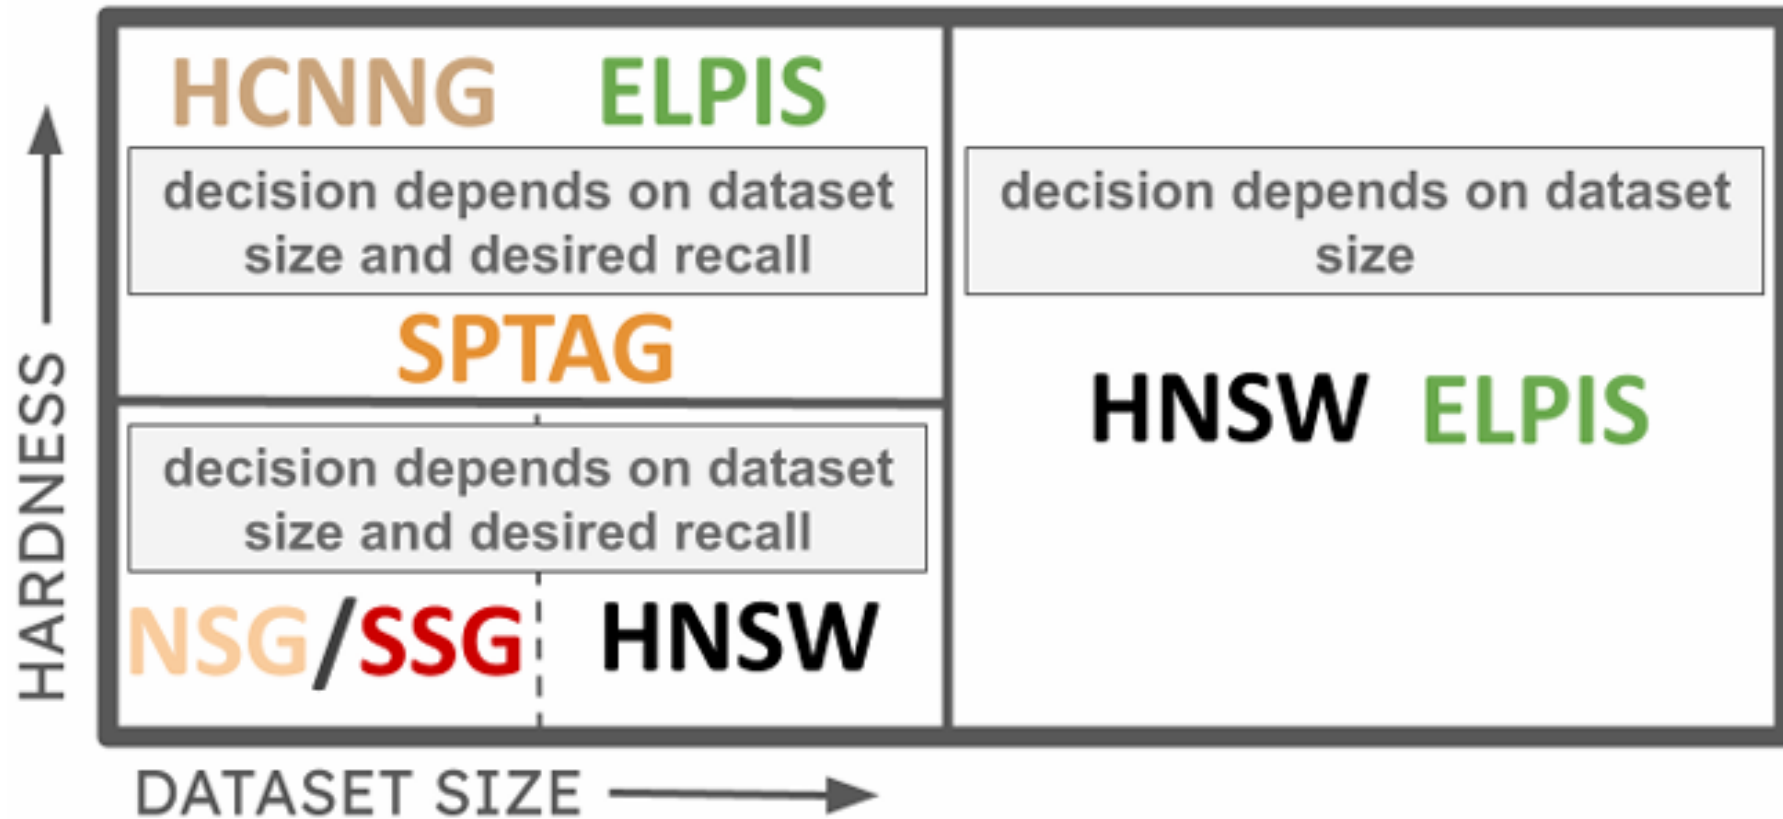 HCNNG ELPIS
decision depends on dataset
size and desired recall
SPTAG
decision depends on dataset
size and desired recall
NSG/SSG HNSW
decision depends on dataset
size
HNSW ELPIS
HARDNESS
DATASET SIZE